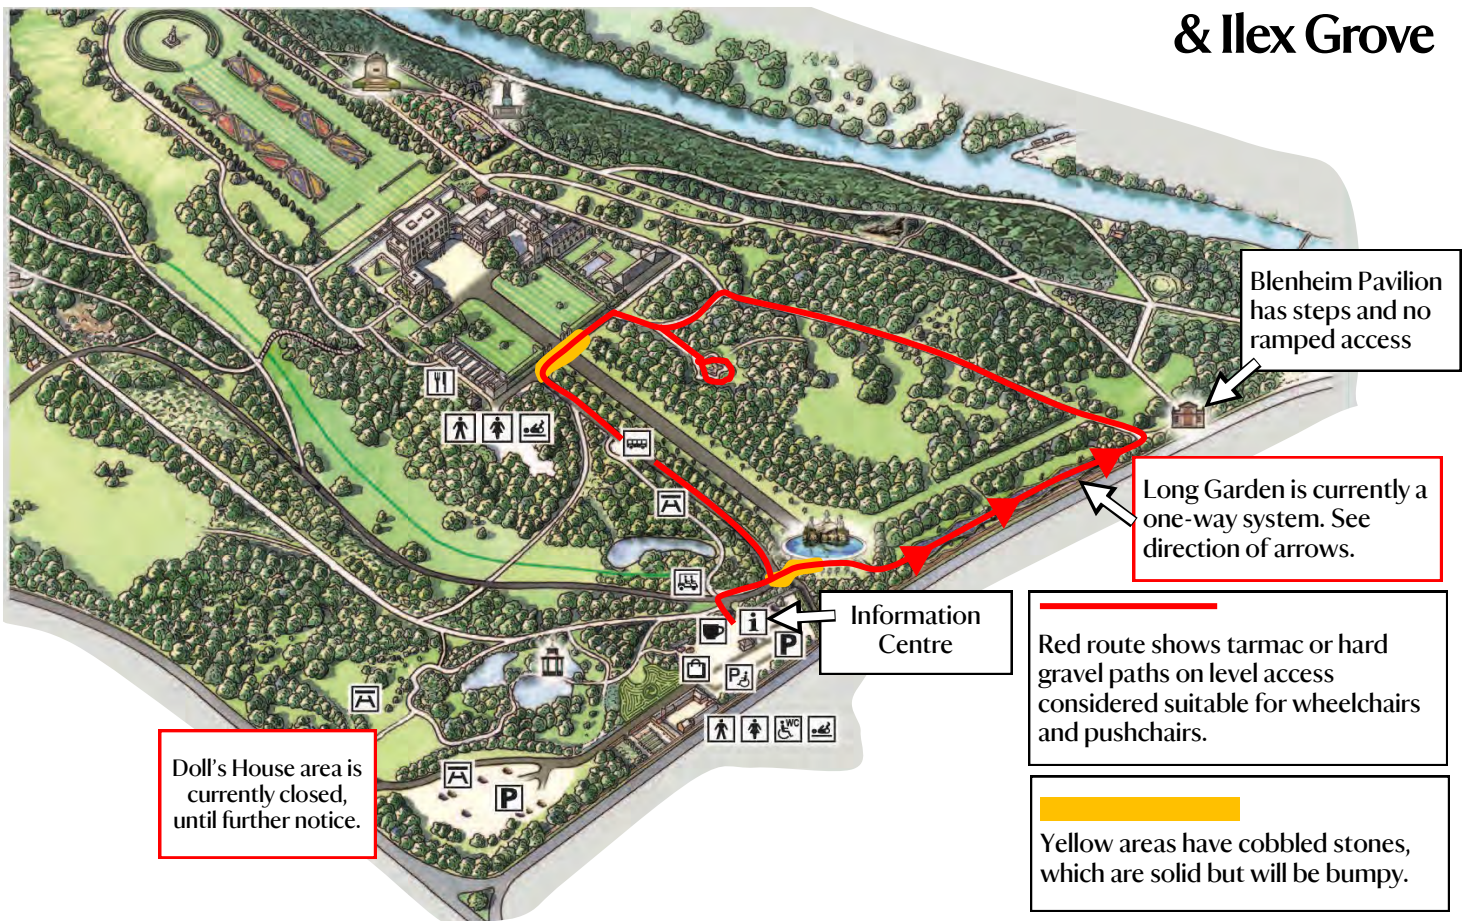 & Ilex Grove
Blenheim Pavilion
has steps and no
ramped access
Long Garden is currently a
one-way system. See
direction of arrows.
Information
Centre
i
P
P
WC
P
Red route shows tarmac or hard
gravel paths on level access
considered suitable for wheelchairs
and pushchairs.
Doll's House area is
currently closed,
until further notice.
Yellow areas have cobbled stones,
which are solid but will be bumpy.